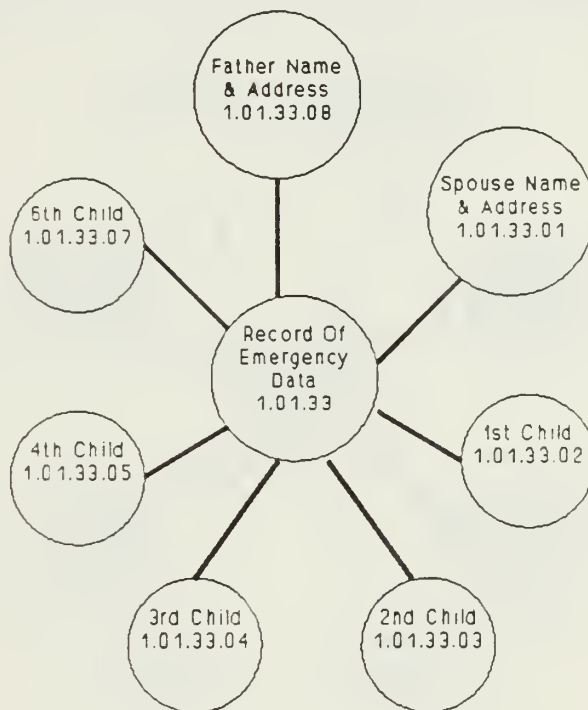 Father Name
& Address
1.01.33.08
Spouse Name
& Address
1.01.33.01
6th Child
1.01.33.07
Record Of
Emergency
Data
1.01.33
1st Child
1.01.33.02
4th Child
1.01.33.05
3rd Child
1.01.33.04
2nd Child
1.01.33.03